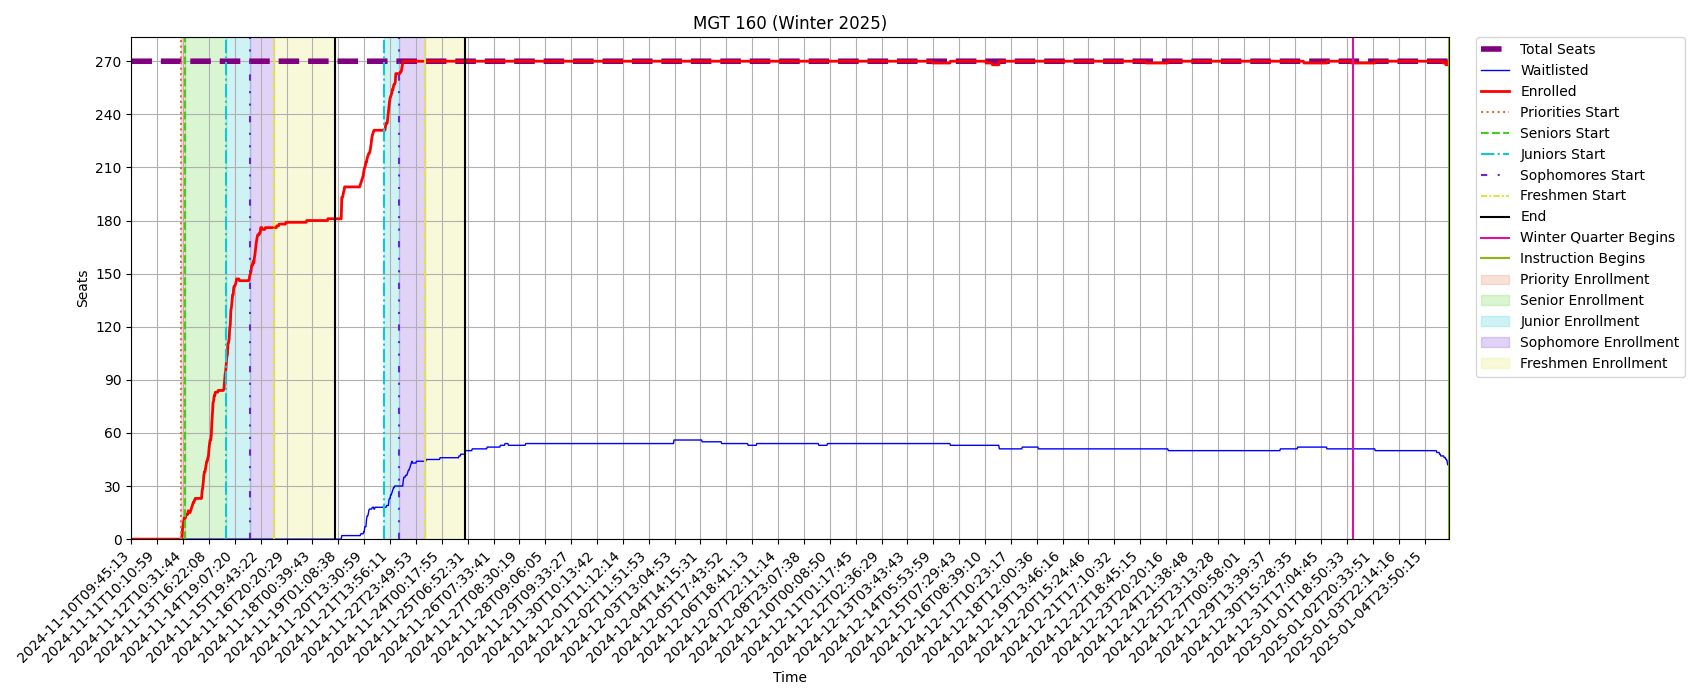 MGT 160 (Winter 2025)
Seats
270
240
210
180
150
120
90
60
30
0
2024-11-10T09:45:13
2024-11-11T10:10:59
2024-11-12T10:31:44
2024-11-13T16:22:08
2024-11-14T19:07:20
2024-11-15T19:43:22
2024-11-16T20:20:29
2024-11-18T00:39:43
2024-11-19T01:08:38
2024-11-20T13:30:59
2024-11-21T23:56:11
2024-11-22T23:49:53
2024-11-24T00:17:55
2024-11-25T06:52:31
2024-11-26T07:33:41
2024-11-27T08:30:19
2024-11-28T09:06:05
2024-11-29T09:33:27
2024-11-30T10:13:42
2024-12-01T11:12:14
2024-12-02T11:51:53
2024-12-03T13:04:53
2024-12-04T14:15:31
2024-12-05T17:43:52
2024-12-06T18:41:13
2024-12-07T22:11:14
2024-12-08T23:07:38
2024-12-10T00:08:50
2024-12-11T01:17:45
2024-12-12T02:36:29
2024-12-13T03:43:43
2024-12-14T05:53:59
2024-12-15T07:29:43
2024-12-16T08:39:10
2024-12-17T10:23:17
2024-12-18T12:00:36
2024-12-19T13:46:16
2024-12-20T15:24:46
2024-12-21T17:10:32
2024-12-22T18:45:15
2024-12-23T20:20:16
2024-12-24T21:38:48
2024-12-25T23:13:28
2024-12-27T00:58:01
2024-12-29T13:39:37
2024-12-30T15:28:35
2024-12-31T17:04:45
2025-01-01T18:50:33
2025-01-02T20:33:51
2025-01-03T22:14:16
2025-01-04T23:50:15
Time
Total Seats
Waitlisted
Enrolled
Priorities Start
Seniors Start
Juniors Start
Sophomores Start
Freshmen Start
End
Winter Quarter Begins
Instruction Begins
Priority Enrollment
Senior Enrollment
Junior Enrollment
Sophomore Enrollment
Freshmen Enrollment